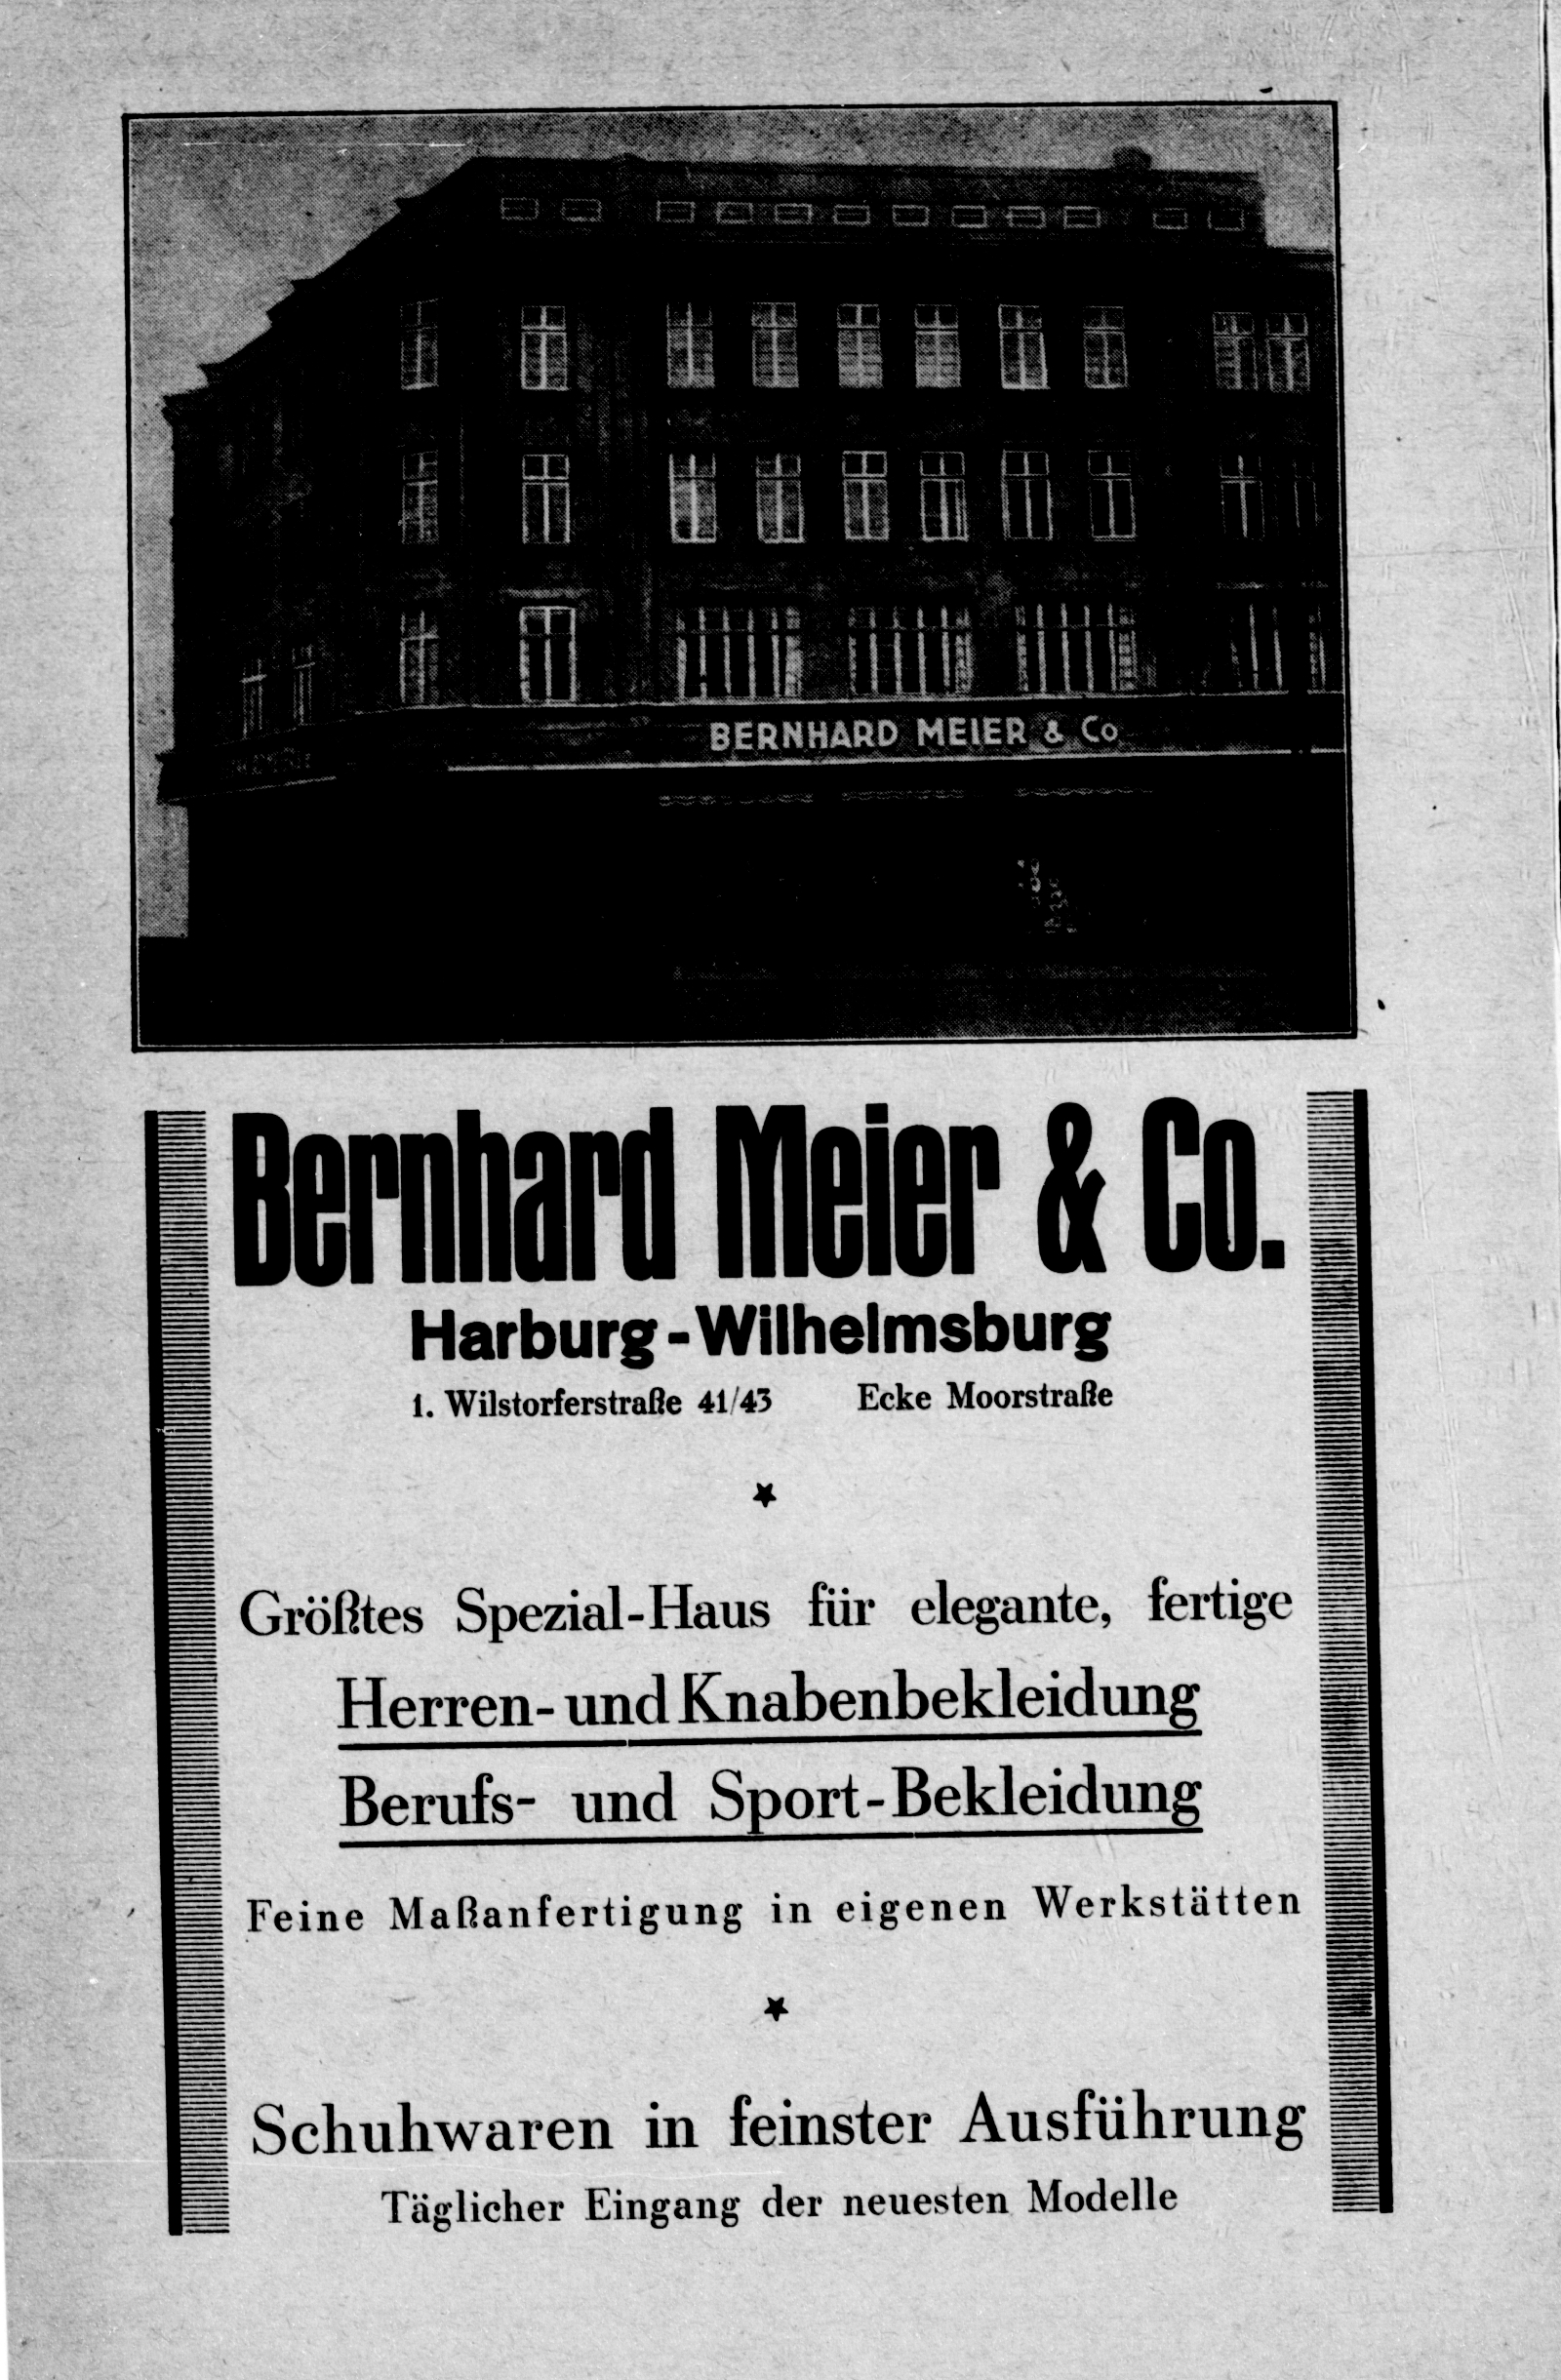 BERNHARD MEIER & Co
Bernhard Meier & Co.
Harburg-Wilhelmsburg
1. Wilstorferstraße 41/43 Ecke Moorstraße
Größtes Spezial-Haus für elegante, fertige
Herren- und Knabenbekleidung
Berufs- und Sport-Bekleidung
Feine Maßanfertigung in eigenen Werkstätten
Schuhwaren in feinster Ausführung
Täglicher Eingang der neuesten Modelle